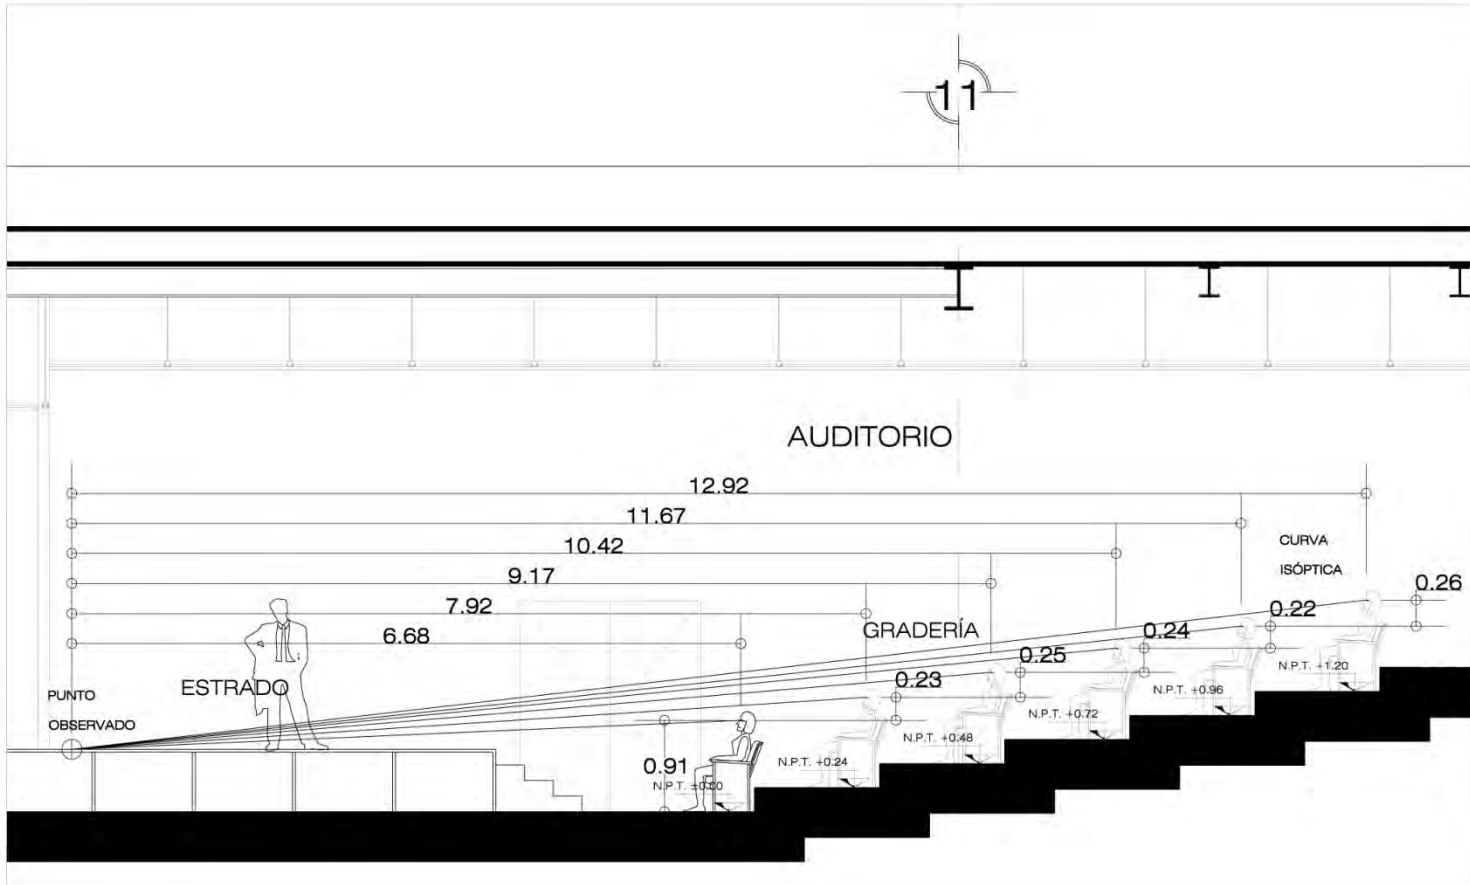 11
AUDITORIO
12.92
11.67
10.42
CURVA
ISÓPTICA
9.17
0.26
7.92
0.22
6.68
GRADERÍA
0.24
0.25
N.P.T. +1.20
0.23
ESTRADO
PUNTO
N.P.T. +0.96
OBSERVADO
N.P.T. +0.72
N.P.T. +0.48
0.91
N.P.T. +0.24
N.P.T. ±0.00